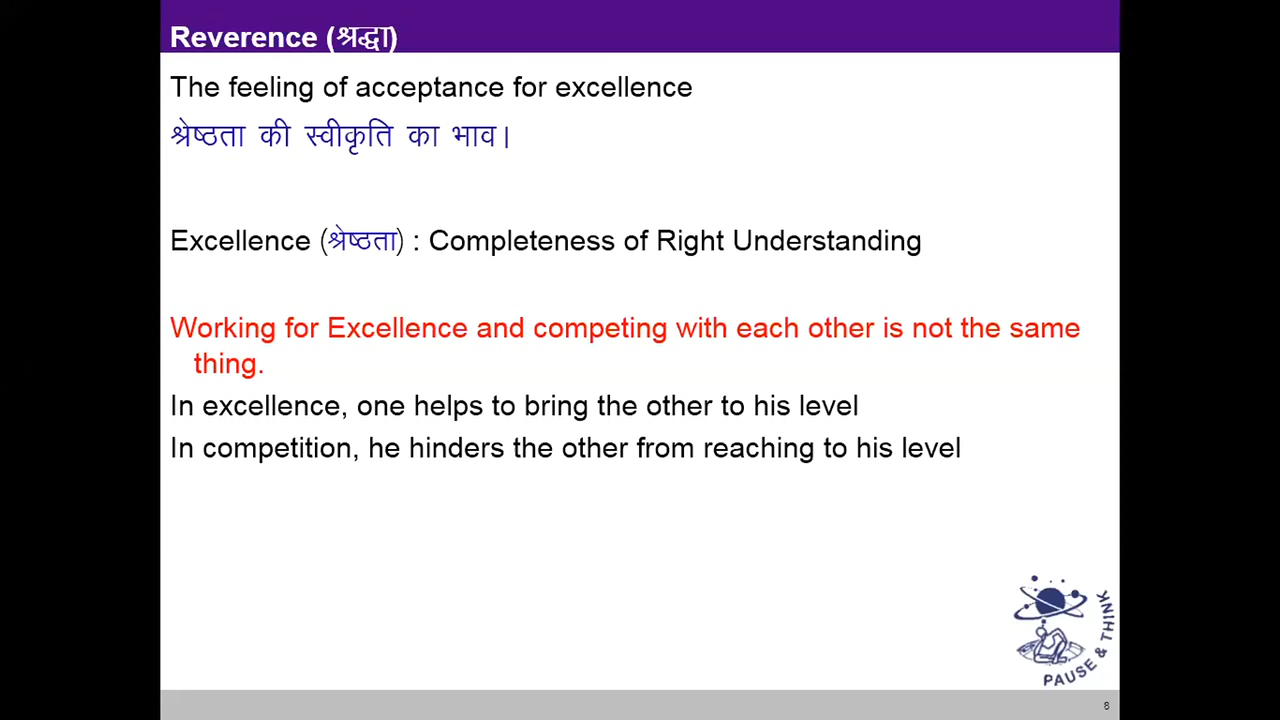 Reverence (श्रद्धा)
The feeling of acceptance for excellence
श्रेष्ठता की स्वीकृति का भाव।
Excellence (श्रेष्ठता) : Completeness of Right Understanding
Working for Excellence and competing with each other is not the same
thing.
In excellence, one helps to bring the other to his level
In competition, he hinders the other from reaching to his level
PAUSE & THINK
8